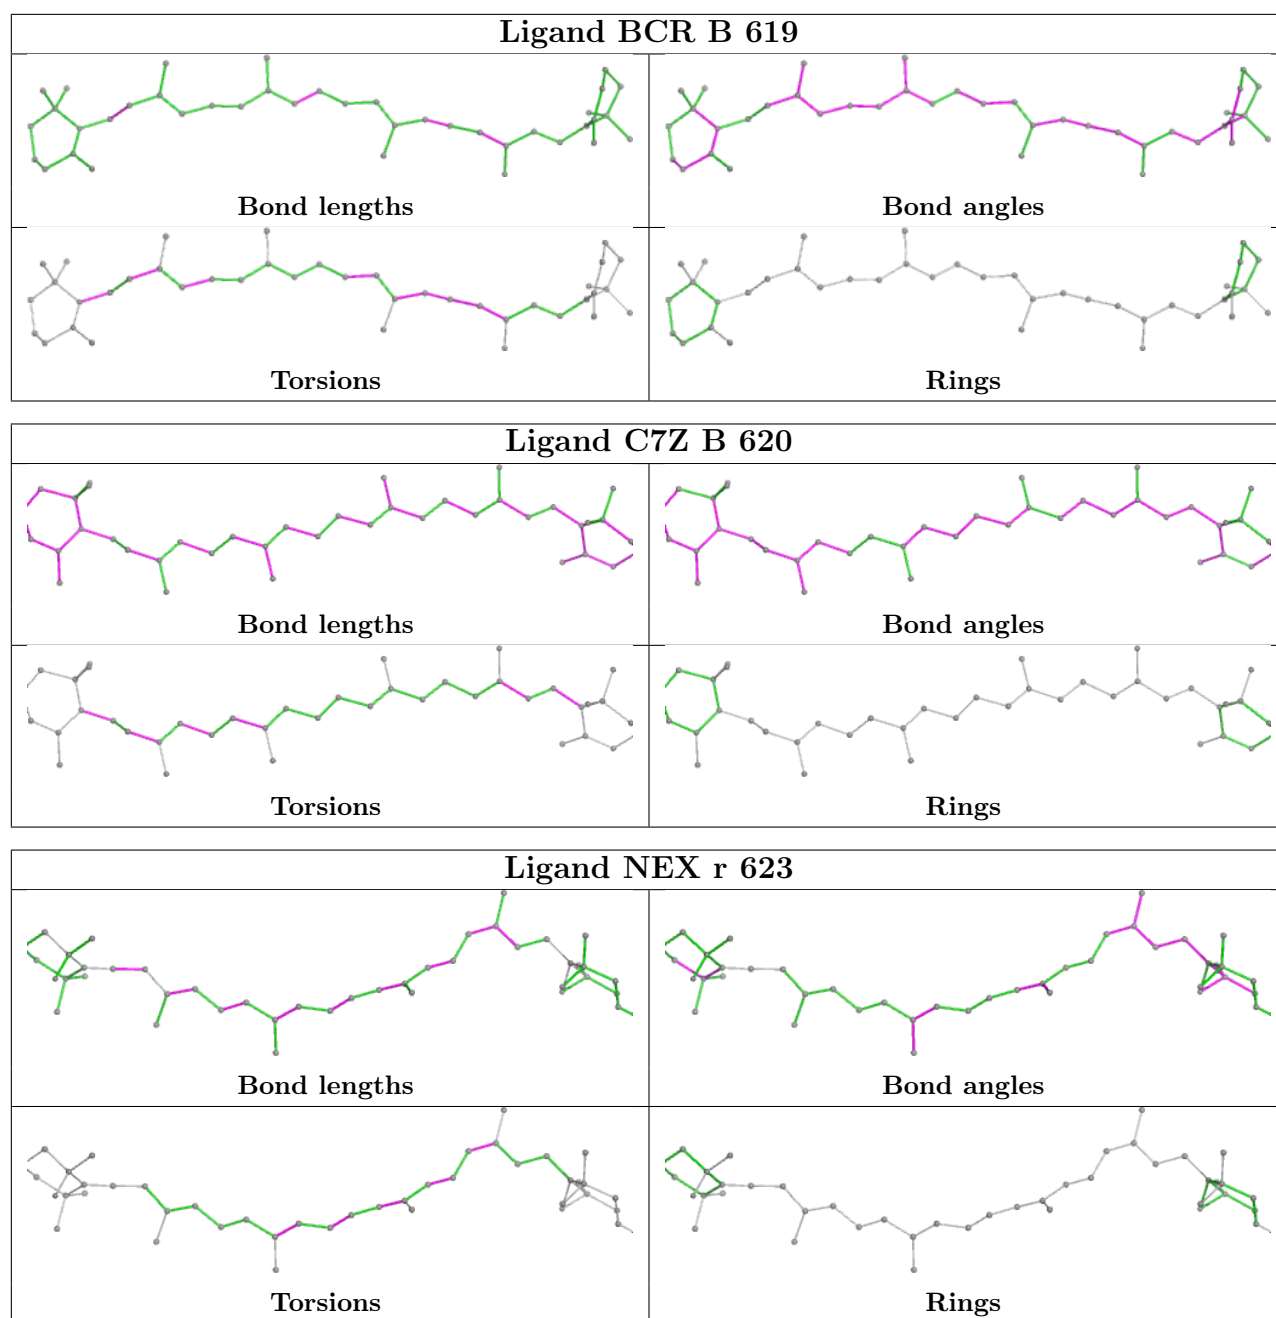 Ligand BCR B 619
Bond lengths
Bond angles
Torsions
Rings
Ligand C7Z B 620
Bond lengths
Bond angles
Torsions
Rings
Ligand NEX r 623
Bond lengths
Bond angles
Torsions
Rings